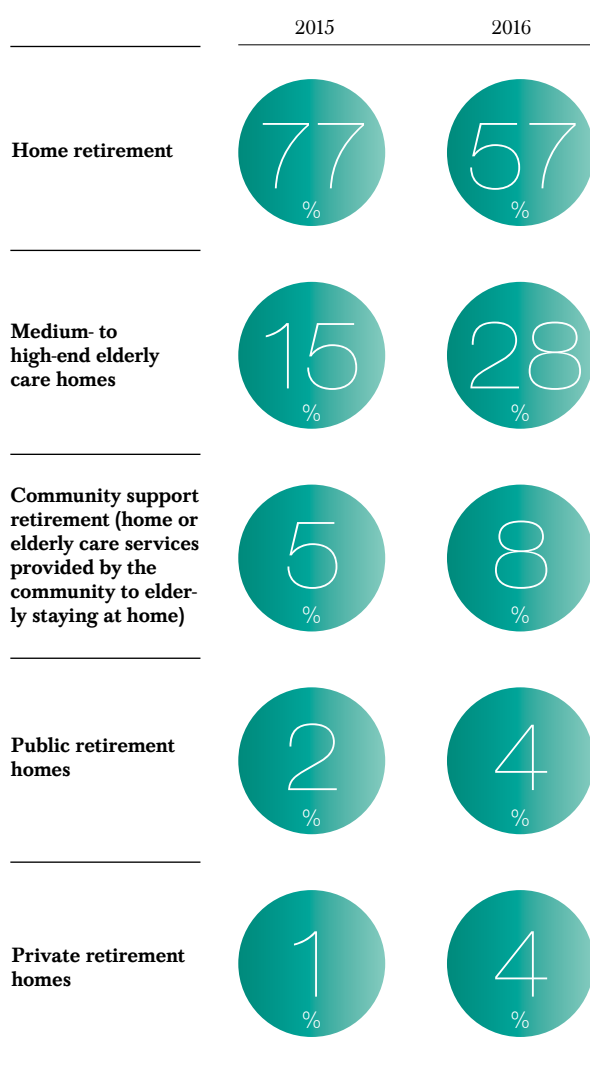 2015 2016
Home retirement
77 %
57 %
Medium- to
high-end elderly
care homes
15 %
28 %
Community support
retirement (home or
elderly care services
provided by the
community to elder-
ly staying at home)
5 %
8 %
Public retirement
homes
2 %
4 %
Private retirement
homes
1 %
4 %